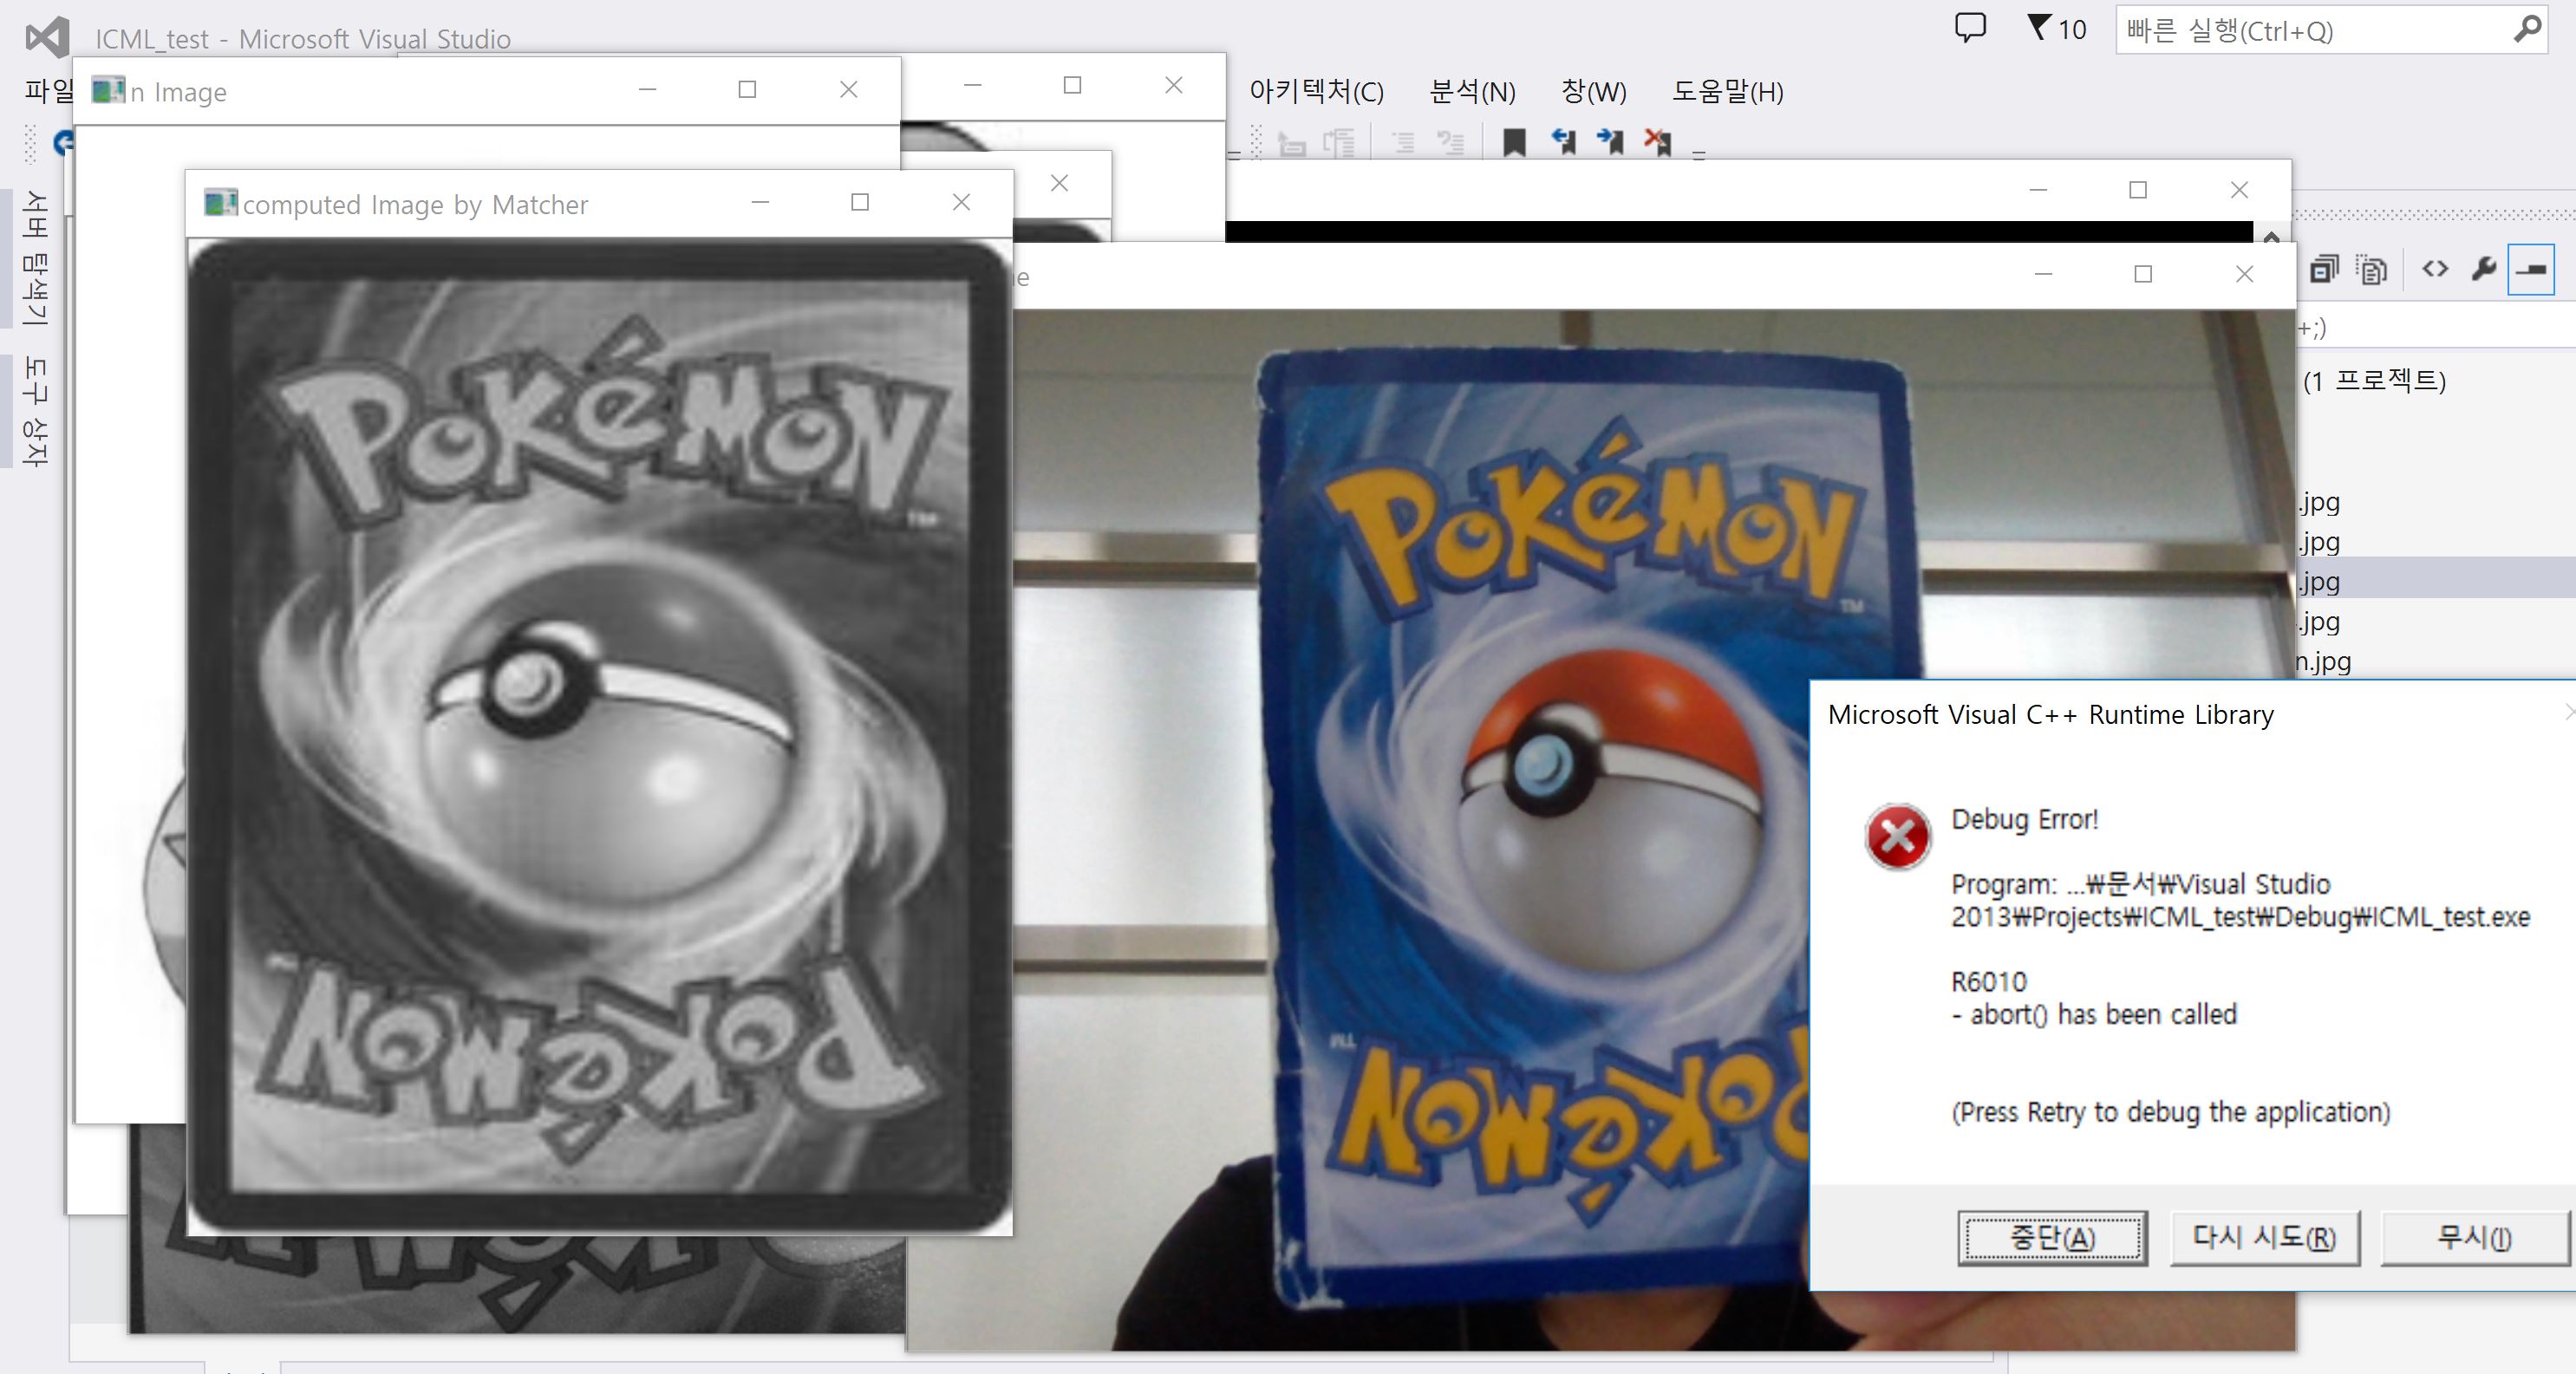 ICML_test - Microsoft Visual Studio
10
빠른 실행(Ctrl+Q)
파일
아키텍처(C)
분석(N)
창(W)
도움말(H)
n Image
computed Image by Matcher
서버 탐색기
도구 상자
POKéMON
TM
POKéMON
POKéMON
TM
TM
POKéMON
+;)
(1 프로젝트)
.jpg
.jpg
.jpg
.jpg
n.jpg
Microsoft Visual C++ Runtime Library
Debug Error!
Program: ...₩문서₩Visual Studio
2013₩Projects₩ICML_test₩Debug₩ICML_test.exe
R6010
- abort() has been called
(Press Retry to debug the application)
중단(A)
다시 시도(R)
무시(I)